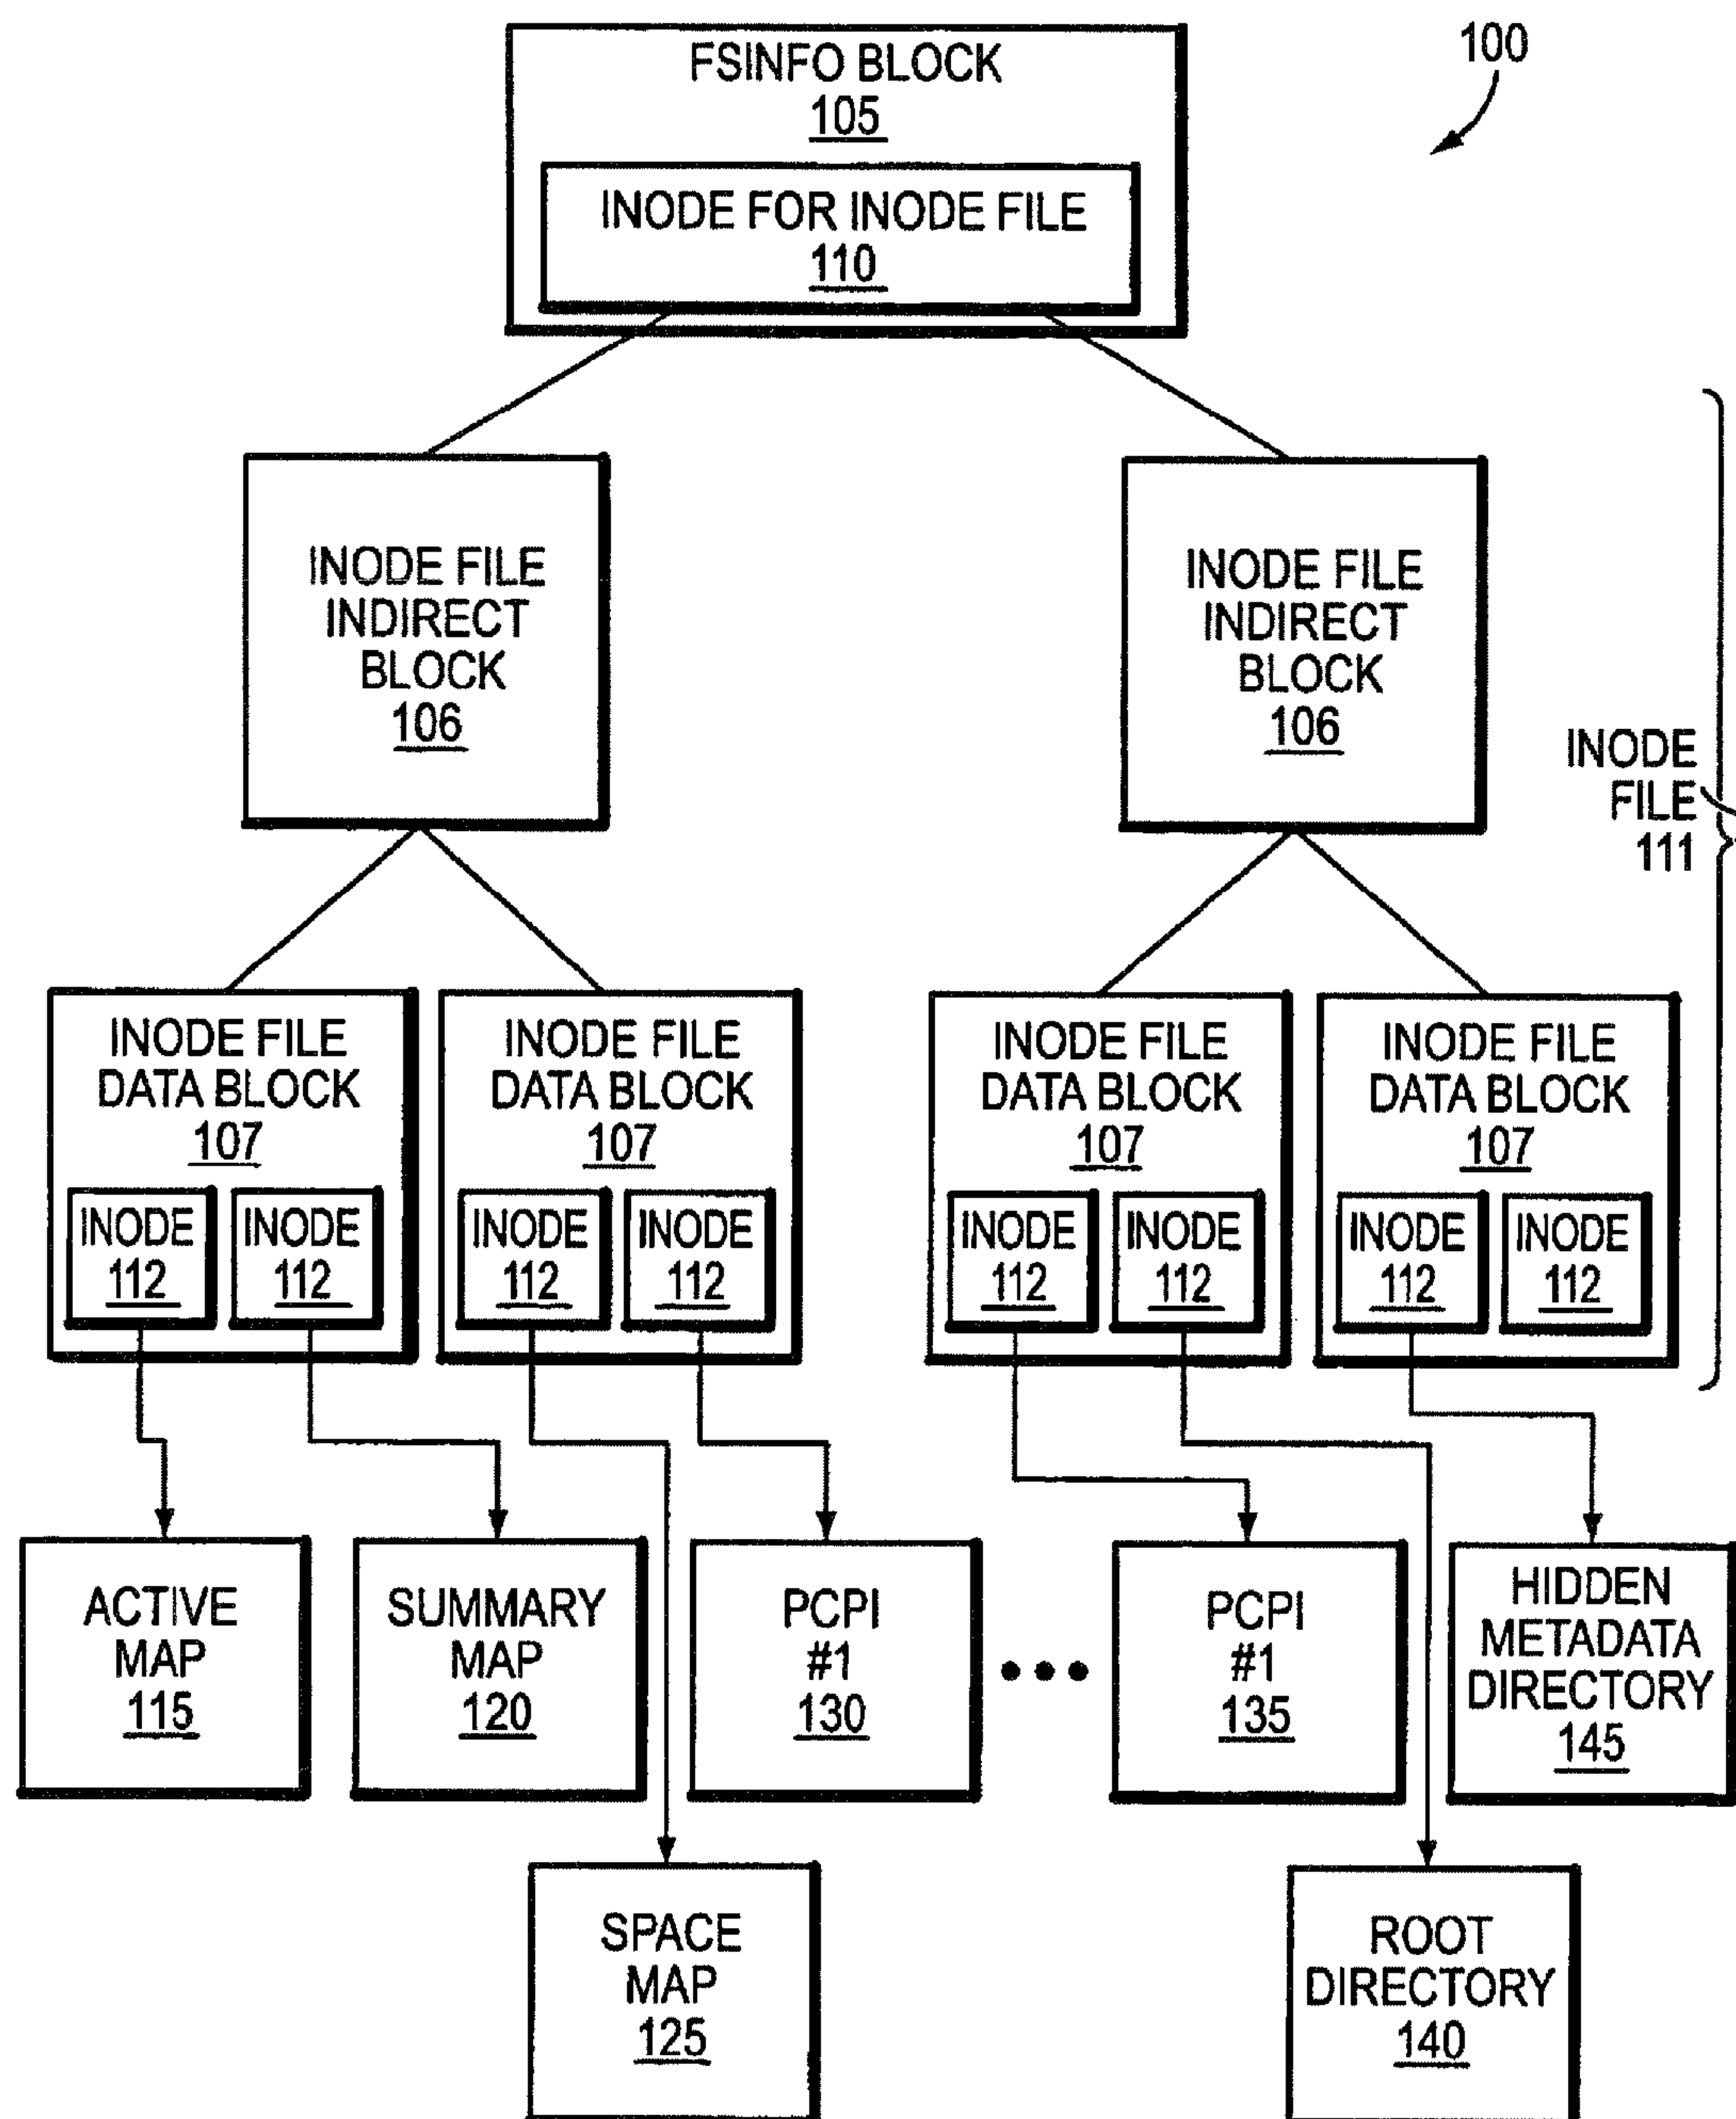 100
FSINFO BLOCK
105
INODE FOR INODE FILE
110
INODE FILE
INDIRECT
BLOCK
106
INODE FILE
INDIRECT
BLOCK
106
INODE
FILE
111
INODE FILE
DATA BLOCK
107
INODE
112
INODE
112
INODE FILE
DATA BLOCK
107
INODE
112
INODE
112
INODE FILE
DATA BLOCK
107
INODE
112
INODE
112
INODE FILE
DATA BLOCK
107
INODE
112
INODE
112
ACTIVE
MAP
115
SUMMARY
MAP
120
PCPI
#1
130
PCPI
#1
135
HIDDEN
METADATA
DIRECTORY
145
SPACE
MAP
125
ROOT
DIRECTORY
140